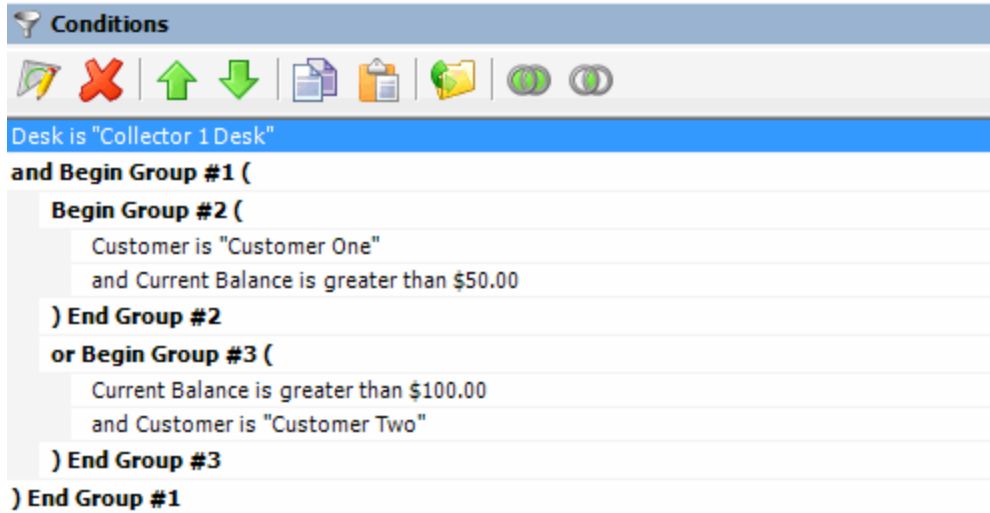 Conditions
Desk is "Collector 1 Desk"
and Begin Group #1 (
Begin Group #2 (
Customer is "Customer One"
and Current Balance is greater than $50.00
) End Group #2
or Begin Group #3 (
Current Balance is greater than $100.00
and Customer is "Customer Two"
) End Group #3
) End Group #1